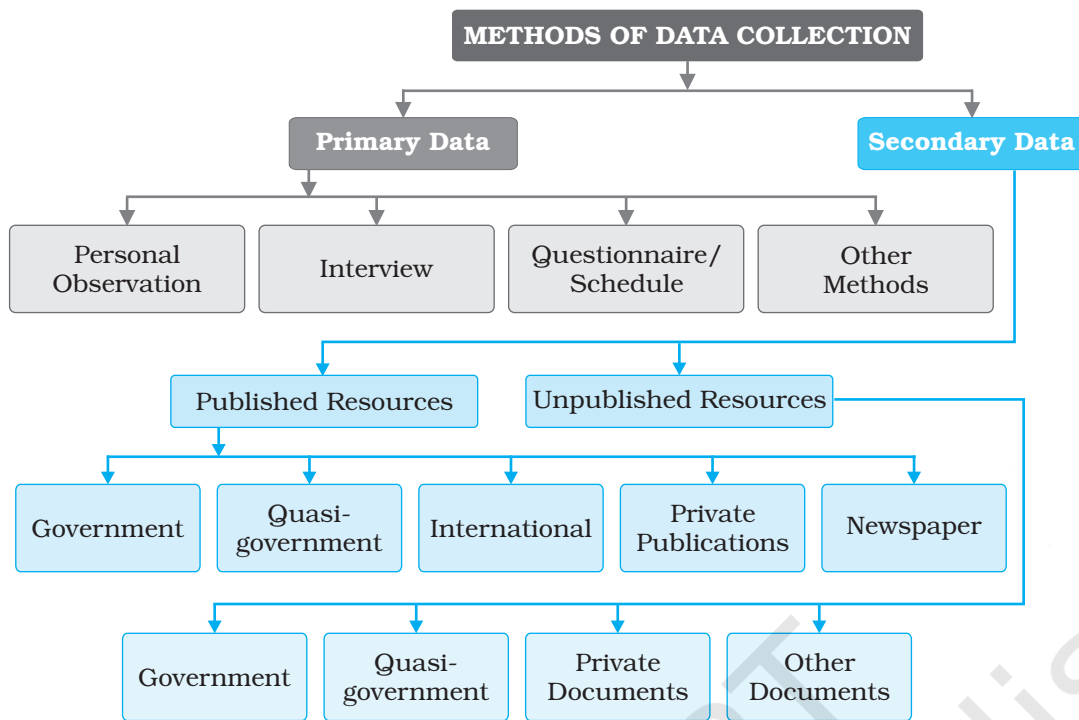 METHODS OF DATA COLLECTION
Primary Data
Secondary Data
Personal
Observation
Interview
Questionnaire/
Schedule
Other
Methods
Published Resources
Unpublished Resources
Government
Quasi-
government
International
Private
Publications
Newspaper
Government
Quasi-
government
Private
Documents
Other
Documents